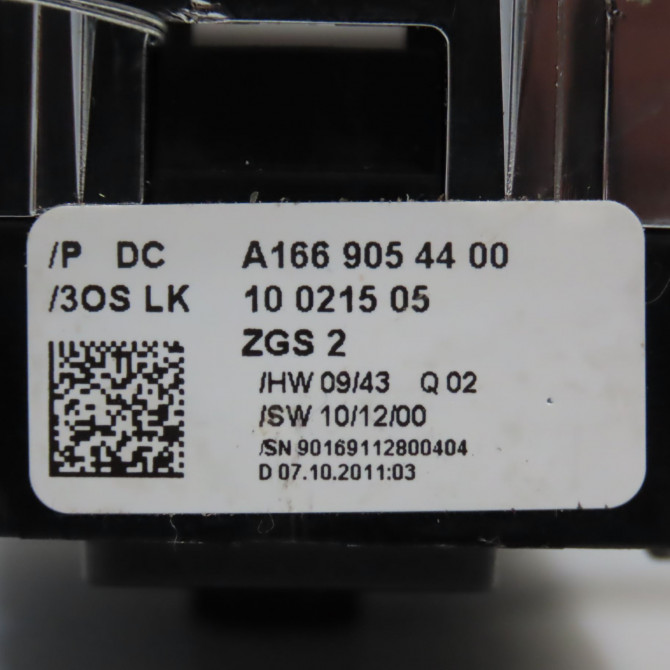 /P DC A166 905 44 00
/3OS LK 10 0215 05
ZGS 2
/HW 09/43 Q 02
/SW 10/12/00
/SN 90169112800404
D 07.10.2011:03